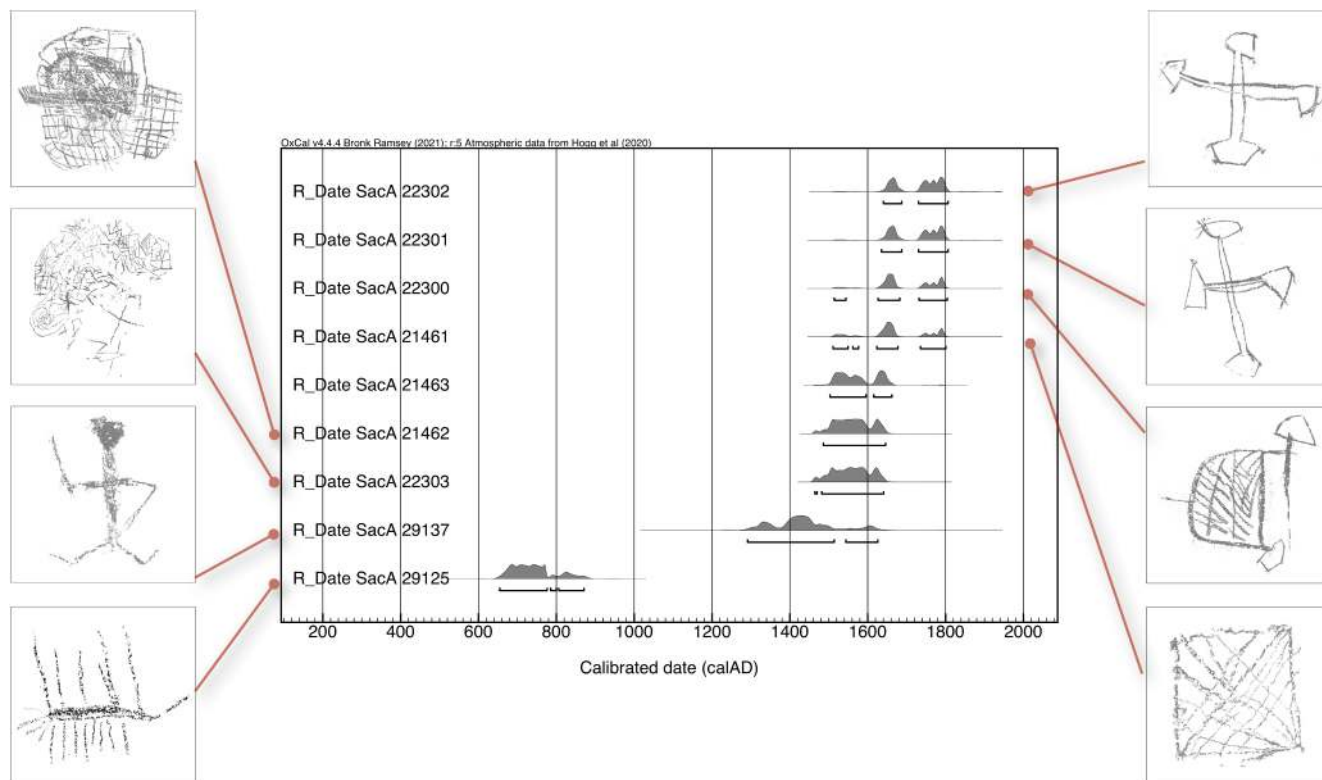 OxCal v4.4.4 Bronk Ramsey (2021); r:5 Atmospheric data from Hogg et al (2020)
R_Date SacA 22302
R_Date SacA 22301
R_Date SacA 22300
R_Date SacA 21461
R_Date SacA 21463
R_Date SacA 21462
R_Date SacA 22303
R_Date SacA 29137
R_Date SacA 29125
200 400 600 800 1000 1200 1400 1600 1800 2000
Calibrated date (calAD)